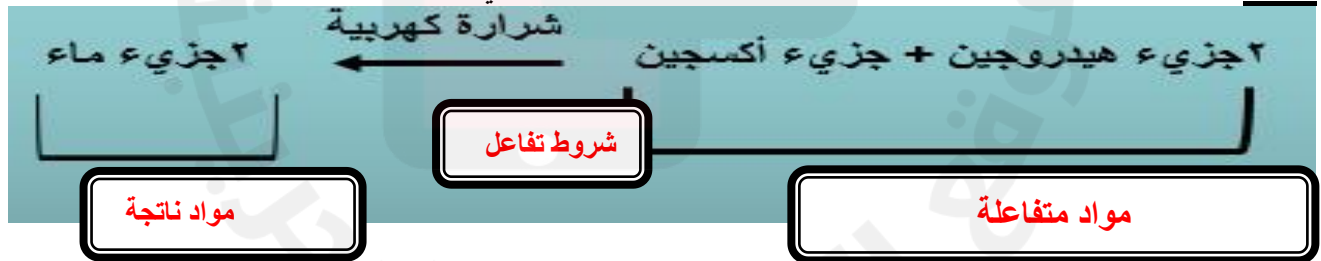 شرارة كهربية
٢جزيء هيدروجين + جزيء أكسجين
٢جزيء ماء
شروط تفاعل
مواد متفاعلة
مواد ناتجة